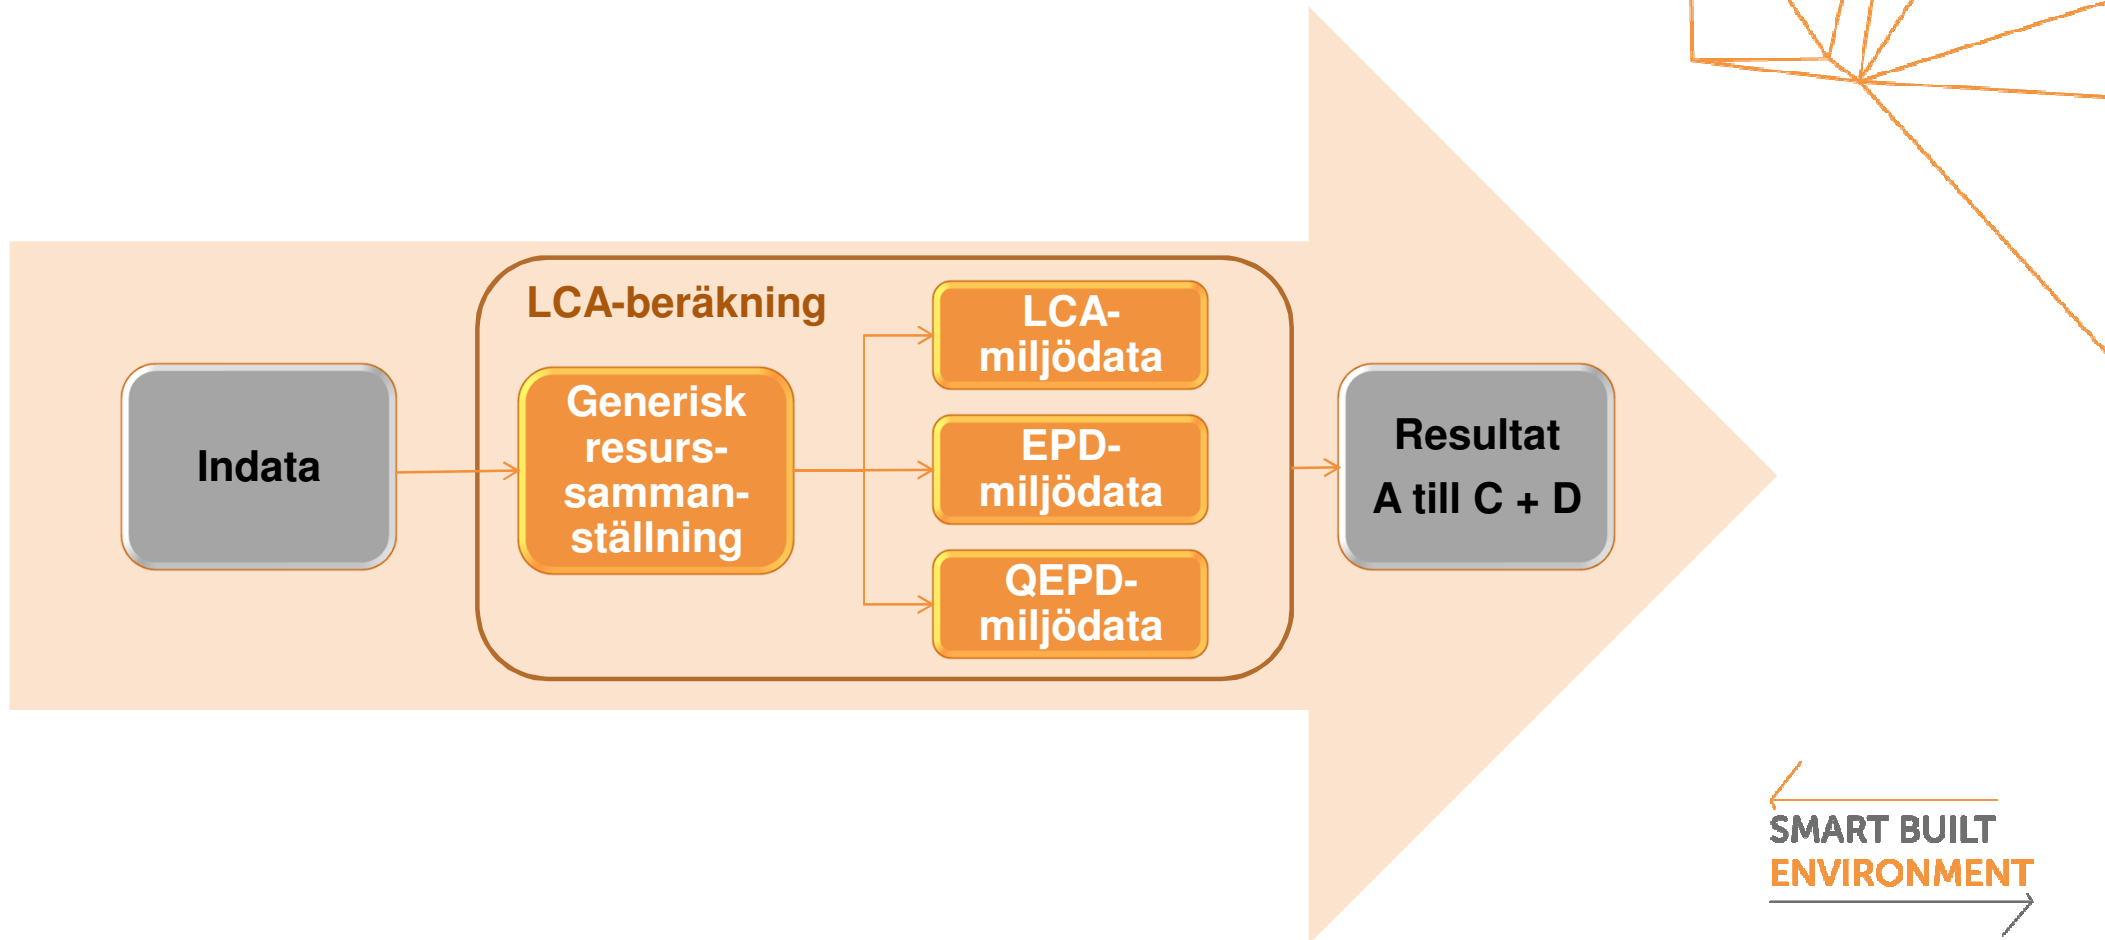 LCA-beräkning
Indata
Generisk
resurs-
samman-
ställning
LCA-
miljödata
EPD-
miljödata
QEPD-
miljödata
Resultat
A till C + D
SMART BUILT
ENVIRONMENT